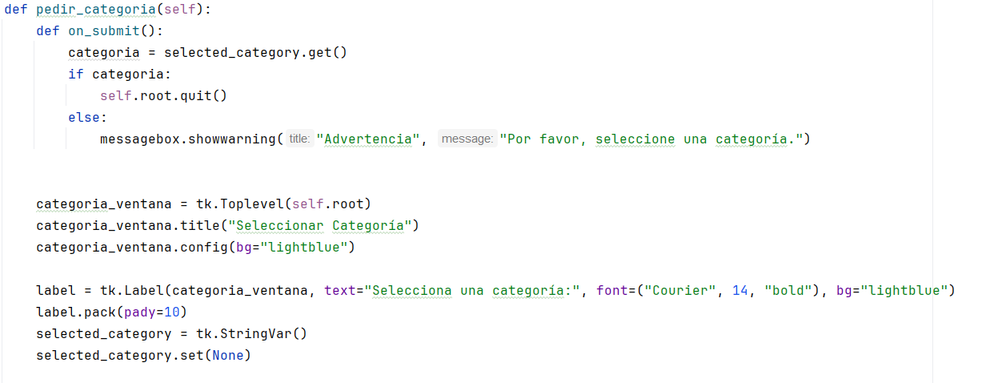 def pedir_categoria(self):
    def on_submit():
        categoria = selected_category.get()
        if categoria:
            self.root.quit()
        else:
            messagebox.showwarning( title: "Advertencia", message: "Por favor, seleccione una categoría.")
    categoria_ventana = tk.Toplevel(self.root)
    categoria_ventana.title("Seleccionar Categoría")
    categoria_ventana.config(bg="lightblue")
    label = tk.Label(categoria_ventana, text="Selecciona una categoría:", font=("Courier", 14, "bold"), bg="lightblue")
    label.pack(pady=10)
    selected_category = tk.StringVar()
    selected_category.set(None)